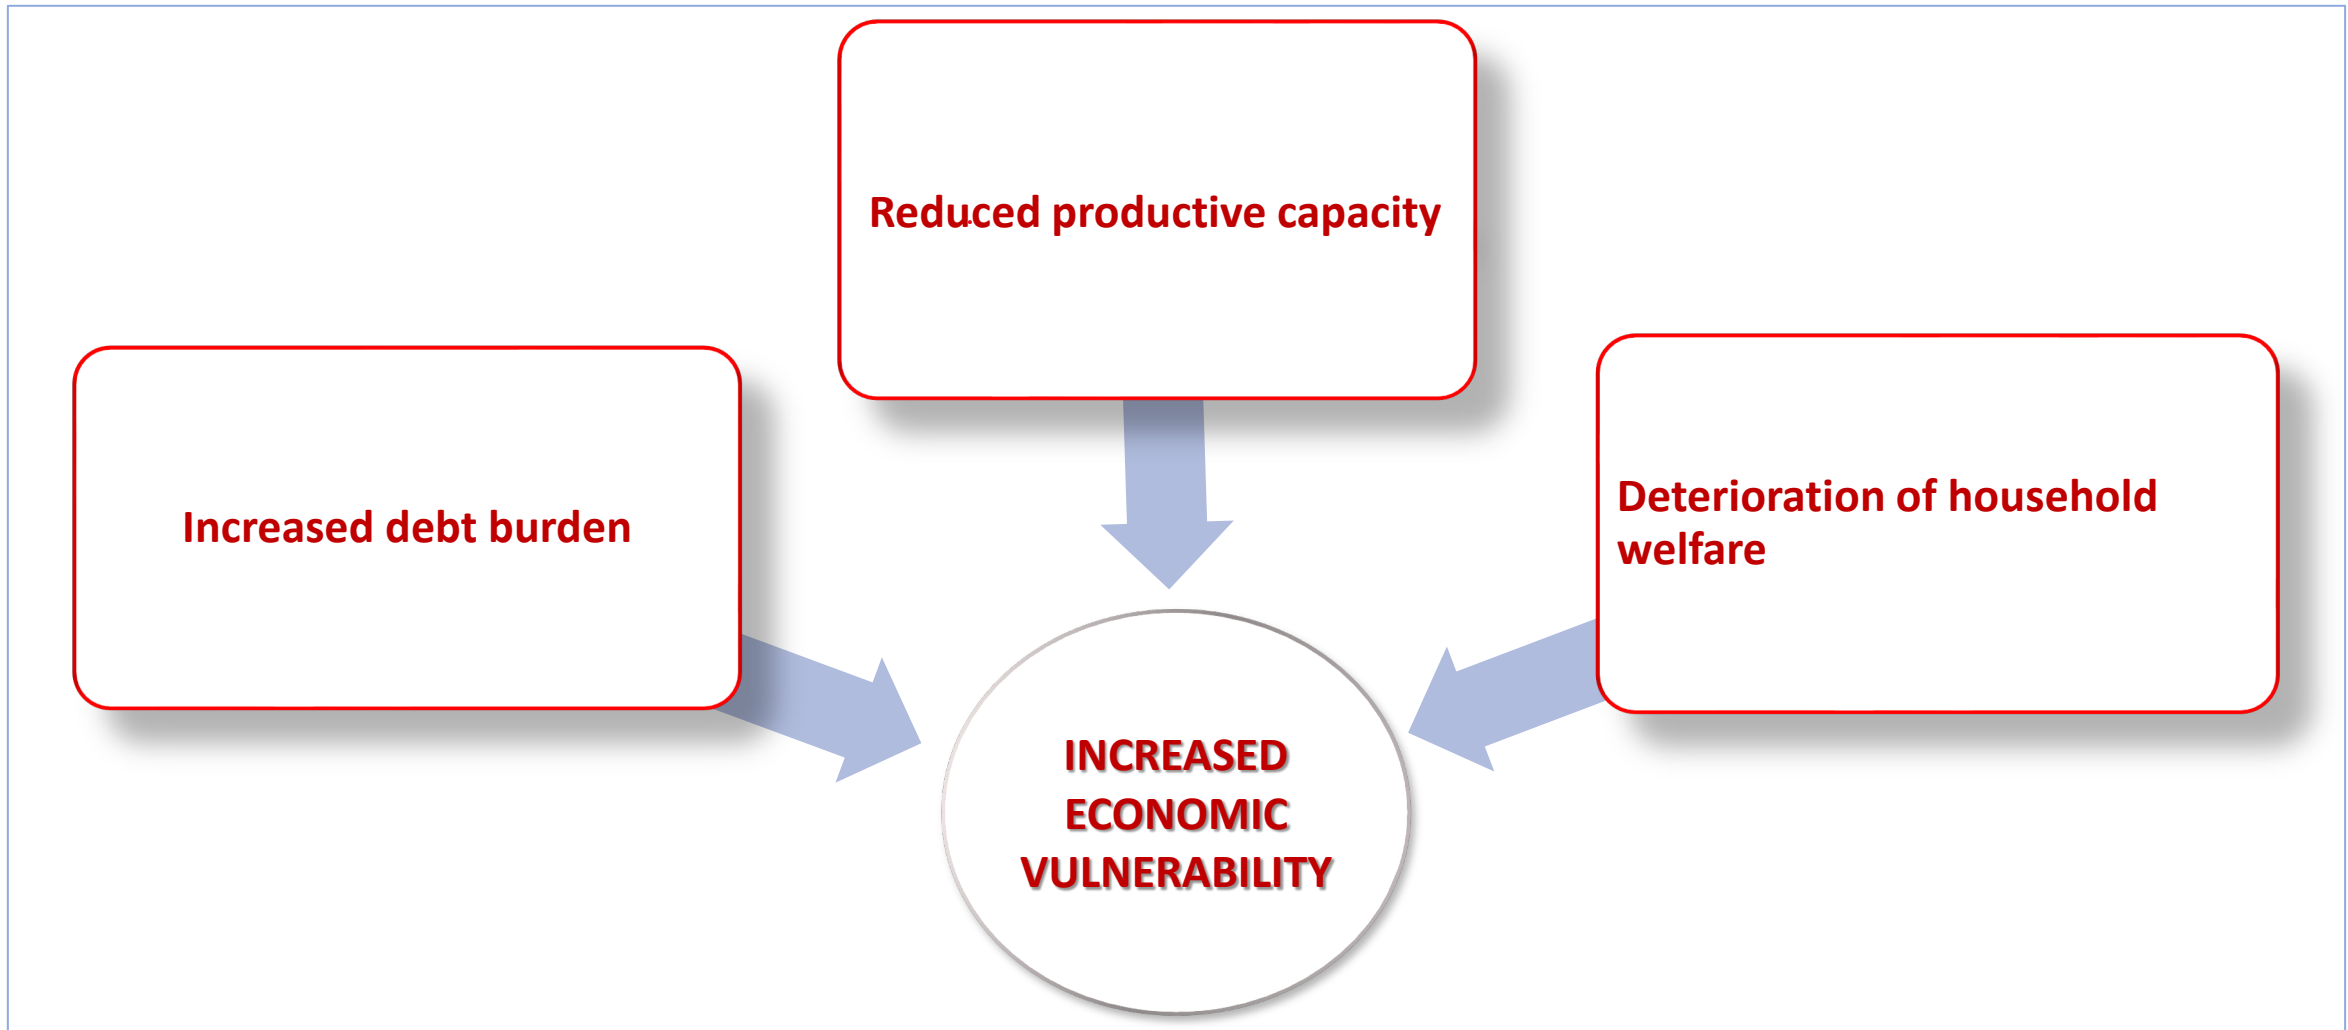 Reduced productive capacity
Increased debt burden
Deterioration of household
welfare
INCREASED
ECONOMIC
VULNERABILITY